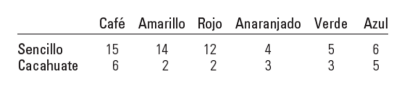 Café Amarillo Rojo Anaranjado Verde Azul
Sencillo 15 14 12 4 5 6
Cacahuate 6 2 2 3 3 5